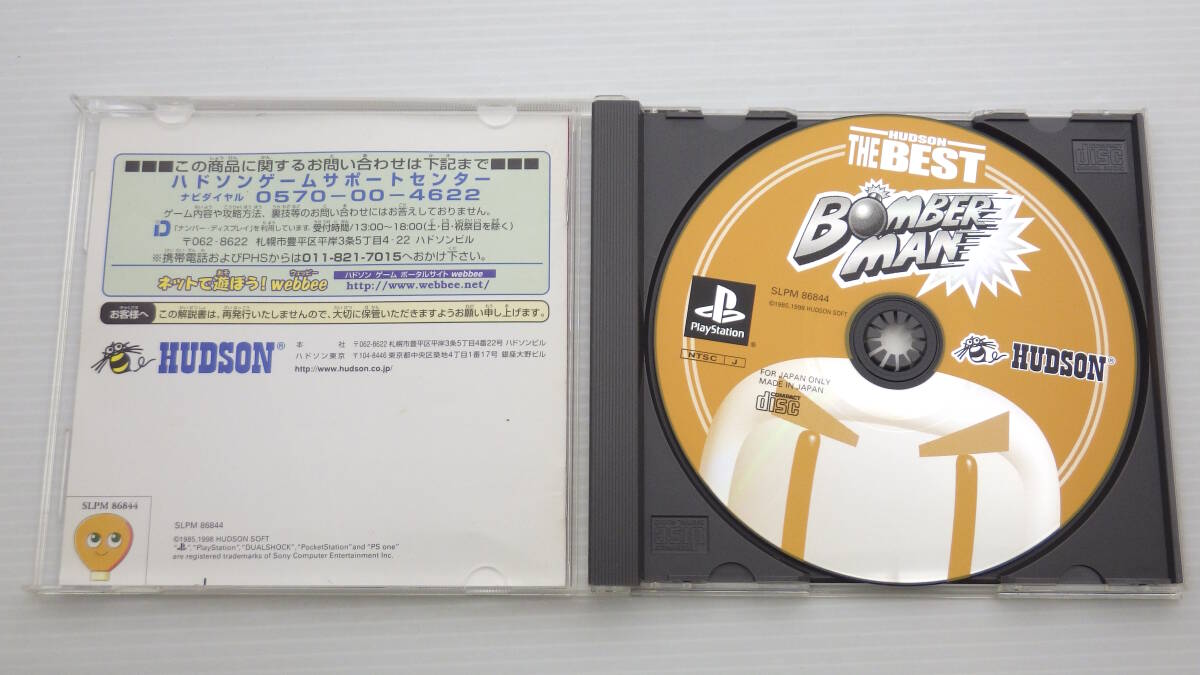 ■■■この商品に関するお問い合わせは下記まで■■■
ハドソンゲームサポートセンター
ナビダイヤル 0570-00-4622
ゲーム内容や攻略方法、裏技等のお問い合わせにはお答えしておりません。
「ナンバー・ディスプレイ」を利用しています。受付時間/13:00~18:00(土・日・祝祭日を除く)
〒062-8622 札幌市豊平区平岸3条5丁目4-22 ハドソンビル
※携帯電話およびPHSからは011-821-7015へおかけ下さい。
ネットで遊ぼう!webbee
ハドソン ゲーム ポータルサイト webbee
http://www.webbee.net/
お客様へ
この解説書は、再発行いたしませんので、大切に保管いただきますようお願い申し上げます。
HUDSON®
本 社 〒062-8622 札幌市豊平区平岸3条5丁目4番22号 ハドソンビル
ハドソン東京 〒104-8446 東京都中央区築地4丁目1番17号 銀座大野ビル
http://www.hudson.co.jp/
SLPM 86844
SLPM 86844
©1985,1998 HUDSON SOFT
" ", "PlayStation", "DUALSHOCK", "PocketStation" and "PS one"
are registered trademarks of Sony Computer Entertainment Inc.
HUDSON
THE BEST
BOMBER
MAN
SLPM 86844
©1985,1998 HUDSON SOFT
PlayStation
NTSC J
HUDSON®
FOR JAPAN ONLY
MADE IN JAPAN
COMPACT
disc